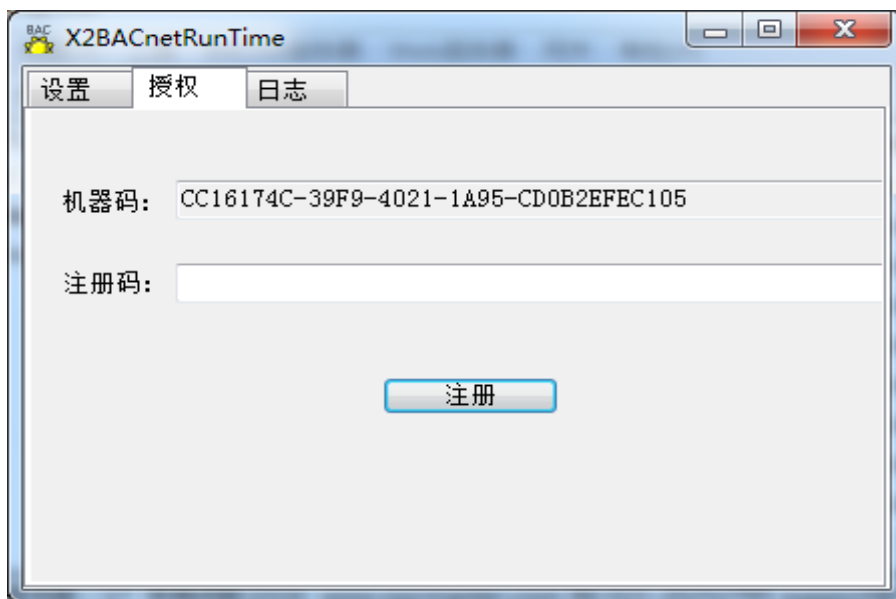 BAC
X2BACnetRunTime
设置 授权 日志
机器码: CC16174C-39F9-4021-1A95-CD0B2EFEC105
注册码:
注册